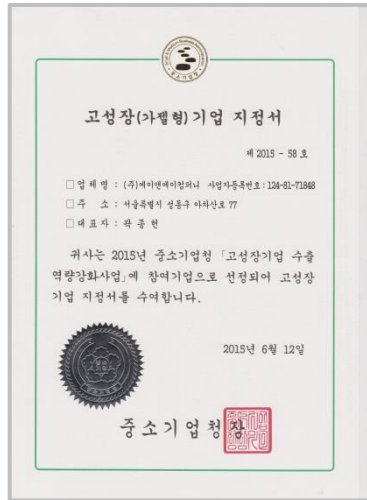 중소기업청
고성장(가젤형)기업 지정서
제 2015 - 58 호
□ 업 체 명 : (주)에이앤에이컴퍼니 사업자등록번호 : 124-81-71848
□ 주 소 : 서울특별시 성동구 아차산로 77
□ 대 표 자 : 곽 종 헌
귀사는 2015년 중소기업청 「고성장기업 수출
역량강화사업」에 참여기업으로 선정되어 고성장
기업 지정서를 수여합니다.
2015년 6월 12일
중 소 기 업 청 장